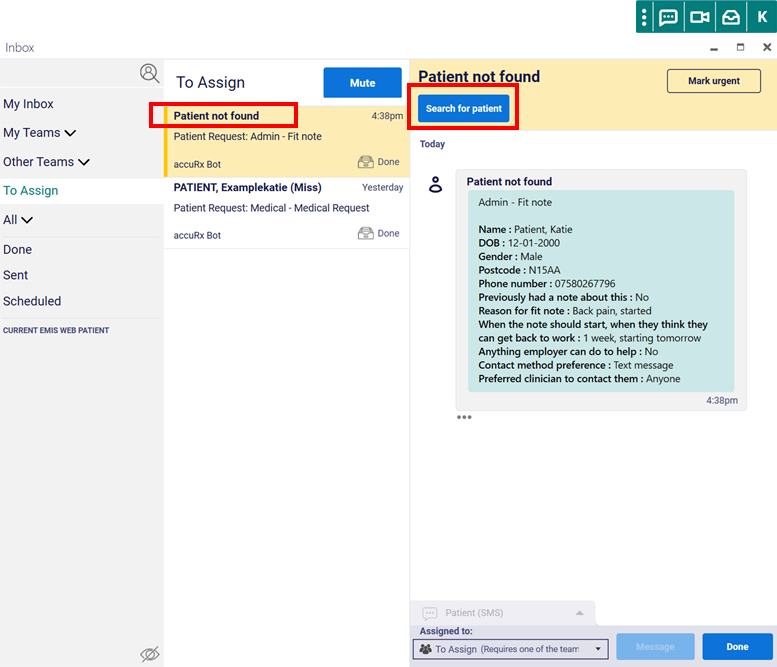 K
Inbox
My Inbox
My Teams
Other Teams
To Assign
All
Done
Sent
Scheduled
CURRENT EMIS WEB PATIENT
To Assign
Mute
Patient not found
4:38pm
Patient Request: Admin - Fit note
accuRx Bot
Done
PATIENT, Examplekatie (Miss)
Yesterday
Patient Request: Medical - Medical Request
accuRx Bot
Done
Patient not found
Mark urgent
Search for patient
Today
Patient not found
Admin - Fit note
Name : Patient, Katie
DOB : 12-01-2000
Gender : Male
Postcode : N15AA
Phone number : 07580267796
Previously had a note about this : No
Reason for fit note : Back pain, started
When the note should start, when they think they
can get back to work : 1 week, starting tomorrow
Anything employer can do to help : No
Contact method preference : Text message
Preferred clinician to contact them : Anyone
4:38pm
Patient (SMS)
Assigned to:
To Assign (Requires one of the team
Message
Done